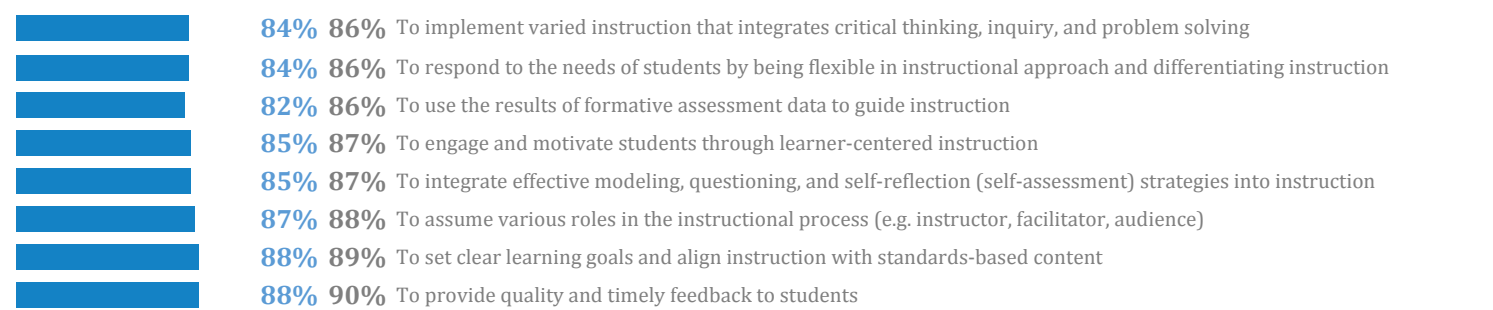 84% 86% To implement varied instruction that integrates critical thinking, inquiry, and problem solving
84% 86% To respond to the needs of students by being flexible in instructional approach and differentiating instruction
82% 86% To use the results of formative assessment data to guide instruction
85% 87% To engage and motivate students through learner-centered instruction
85% 87% To integrate effective modeling, questioning, and self-reflection (self-assessment) strategies into instruction
87% 88% To assume various roles in the instructional process (e.g. instructor, facilitator, audience)
88% 89% To set clear learning goals and align instruction with standards-based content
88% 90% To provide quality and timely feedback to students